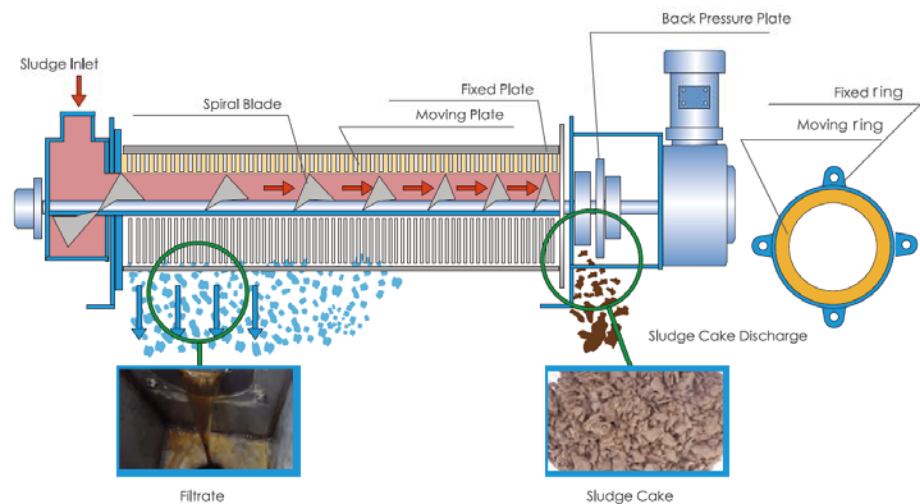 Back Pressure Plate
Sludge Inlet
Fixed Plate
Fixed ring
Spiral Blade
Moving Plate
Moving ring
Sludge Cake Discharge
Filtrate
Sludge Cake